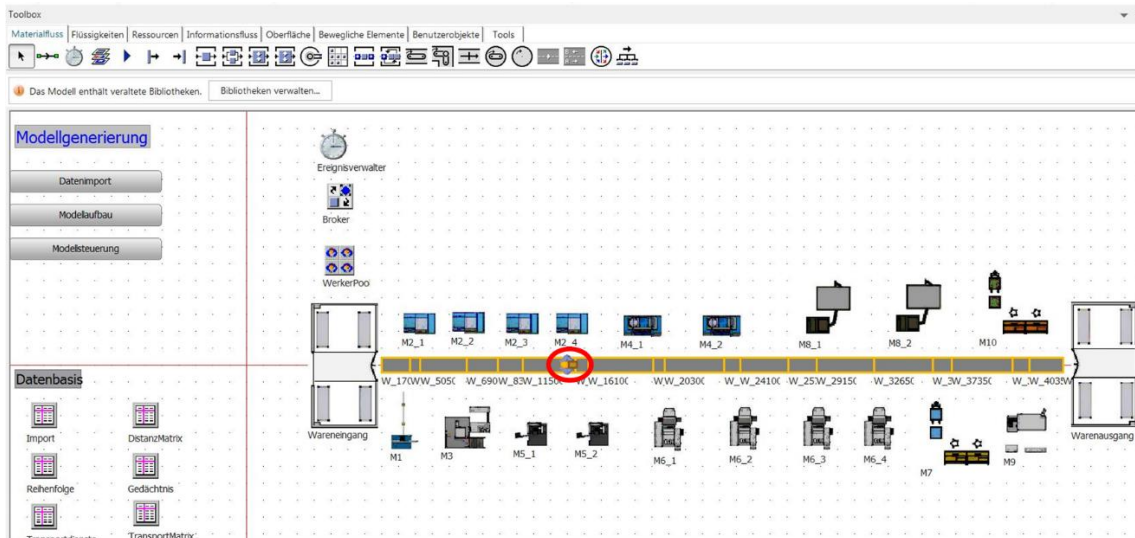 Toolbox
Materialfluss Flüssigkeiten Ressourcen Informationsfluss Oberfläche Bewegliche Elemente Benutzerobjekte Tools
Das Modell enthält veraltete Bibliotheken. Bibliotheken verwalten...
Modellgenerierung
Datenimport
Modellaufbau
Modellsteuerung
Ereignisverwalter
Broker
WerkerPool
M2_1 M2_2 M2_3 M2_4 M4_1 M4_2 M8_1 M8_2 M10
Datenbasis
Wareneingang
Warenausgang
M1 M3 M5_1 M5_2 M6_1 M6_2 M6_3 M6_4 M7 M9
Import DistanzMatrix
Reihenfolge Gedächtnis
TransportMatrix